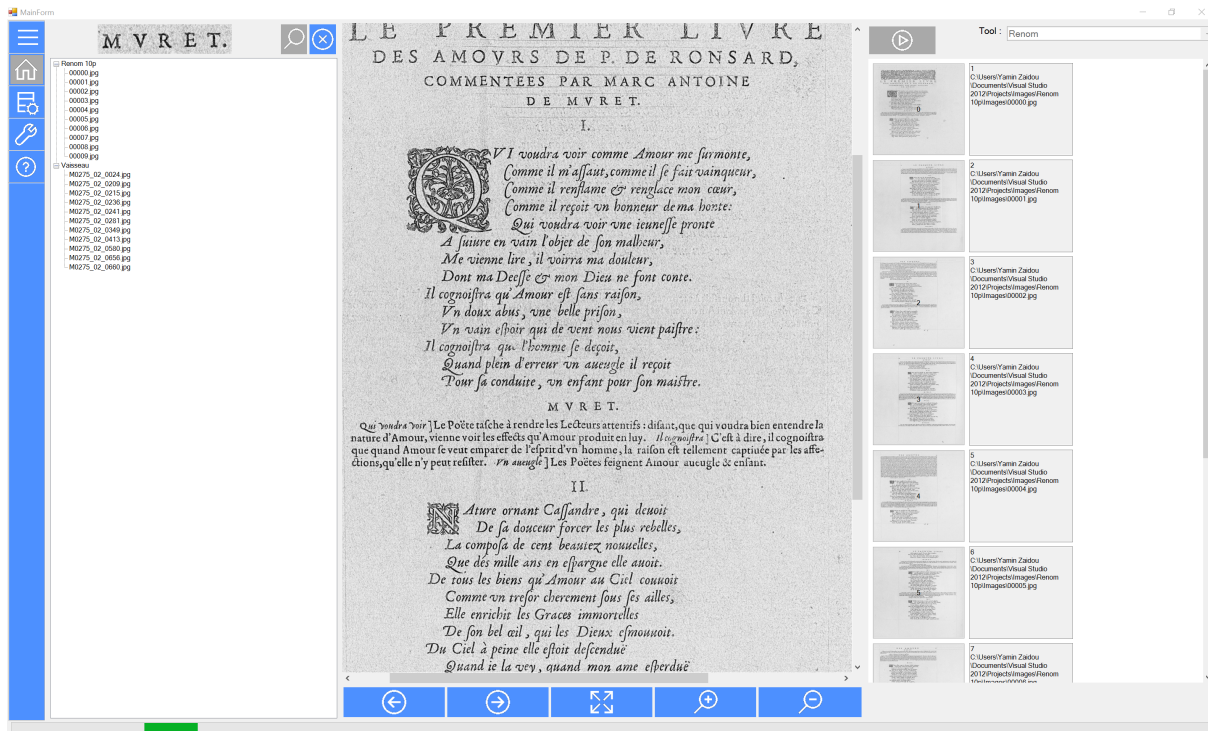 MainForm
M V R E T.
Renom 10p
00000.jpg
00001.jpg
00002.jpg
00003.jpg
00004.jpg
00005.jpg
00006.jpg
00007.jpg
00008.jpg
00009.jpg
Vaisseau
M0275_02_0024.jpg
M0275_02_0209.jpg
M0275_02_0215.jpg
M0275_02_0236.jpg
M0275_02_0241.jpg
M0275_02_0281.jpg
M0275_02_0349.jpg
M0275_02_0413.jpg
M0275_02_0580.jpg
M0275_02_0656.jpg
M0275_02_0660.jpg
LE PREMIER LIVRE
DES AMOVRS DE P. DE RONSARD,
COMMENTEES PAR MARC ANTOINE
DE MVRET.
I.
QVI voudra voir comme Amour me ſurmonte,
Comme il m'aſſaut, comme il ſe fait vainqueur,
Comme il renflame & renglace mon cœur,
Comme il reçoit vn honneur de ma honte:
Qui voudra voir vne ieuneſſe pronte
A ſuiure en vain l'obiet de ſon malheur,
Me vienne lire, il voirra ma douleur,
Dont ma Deeſſe & mon Dieu ne font conte.
Il cognoiſtra qu'Amour eſt ſans raiſon,
Vn doux abus, vne belle priſon,
Vn vain eſpoir qui de vent nous vient paiſtre:
Il cognoiſtra que l'homme ſe deçoit,
Quand plein d'erreur vn aueugle il reçoit
Pour ſa conduite, vn enfant pour ſon maiſtre.
M V R E T.
Qui voudra voir ] Le Poëte taſche à rendre les Lecteurs attentifs: diſant, que qui voudra bien entendre la
nature d'Amour, vienne voir les effects qu'Amour produit en luy. Il cognoiſtra ] C'eſt à dire, il cognoiſtra
que quand Amour ſe veut emparer de l'eſprit d'vn homme, la raiſon eſt tellement captiuée par les affe-
ctions, qu'elle n'y peut reſiſter. Vn aueugle ] Les Poëtes feignent Amour aueugle & enfant.
II.
NAture ornant Caſſandre, qui deuoit
De ſa douceur forcer les plus rebelles,
La compoſa de cent beautez nouuelles,
Que dés mille ans en eſpargne elle auoit.
De tous les biens qu'Amour au Ciel couuoit
Comme vn treſor cherement ſous ſes ailles,
Elle enrichit les Graces immortelles
De ſon bel œil, qui les Dieux eſmouuoit.
Du Ciel à peine elle eſtoit deſcenduë
Quand ie la vey, quand mon ame eſperduë
Tool :
Renom
0
1
C:\Users\Yamin Zaidou
\Documents\Visual Studio
2012\Projects\Images\Renom
10p\Images\00000.jpg
1
2
C:\Users\Yamin Zaidou
\Documents\Visual Studio
2012\Projects\Images\Renom
10p\Images\00001.jpg
2
3
C:\Users\Yamin Zaidou
\Documents\Visual Studio
2012\Projects\Images\Renom
10p\Images\00002.jpg
3
4
C:\Users\Yamin Zaidou
\Documents\Visual Studio
2012\Projects\Images\Renom
10p\Images\00003.jpg
4
5
C:\Users\Yamin Zaidou
\Documents\Visual Studio
2012\Projects\Images\Renom
10p\Images\00004.jpg
5
6
C:\Users\Yamin Zaidou
\Documents\Visual Studio
2012\Projects\Images\Renom
10p\Images\00005.jpg
7
C:\Users\Yamin Zaidou
\Documents\Visual Studio
2012\Projects\Images\Renom